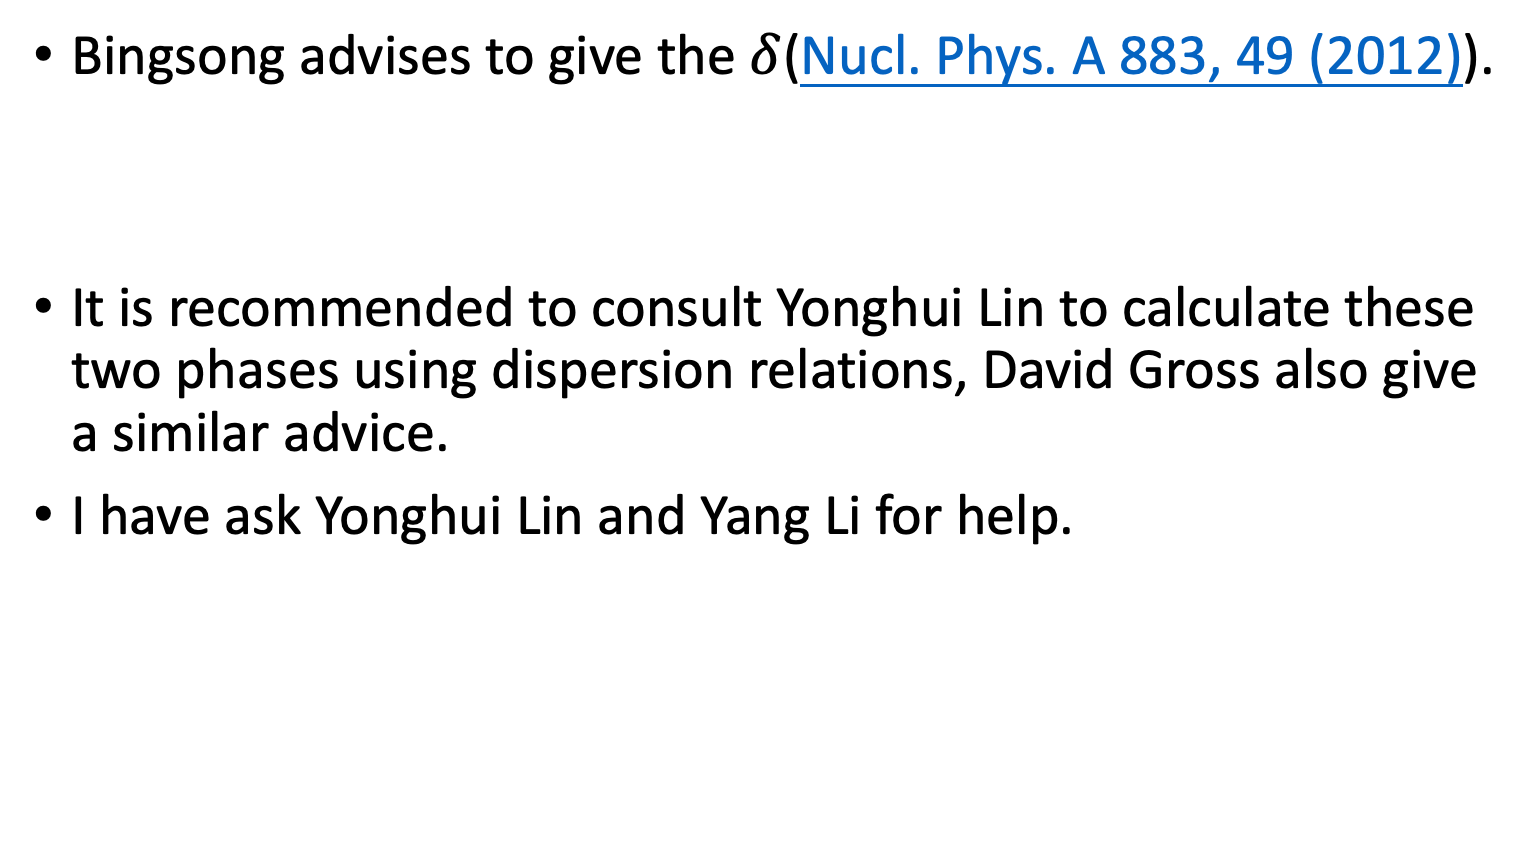 • Bingsong advises to give the 𝛿(Nucl. Phys. A 883, 49 (2012)).
• It is recommended to consult Yonghui Lin to calculate these
two phases using dispersion relations, David Gross also give
a similar advice.
• I have ask Yonghui Lin and Yang Li for help.